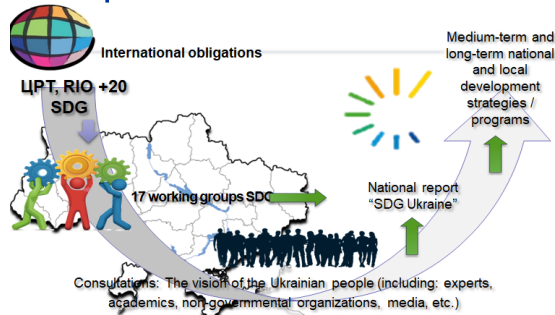 International obligations
ЦРТ, RIO +20
SDG
17 working groups SDG
Medium-term and
long-term national
and local
development
strategies /
programs
National report
“SDG Ukraine”
Consultations: The vision of the Ukrainian people (including: experts,
academics, non-governmental organizations, media, etc.)